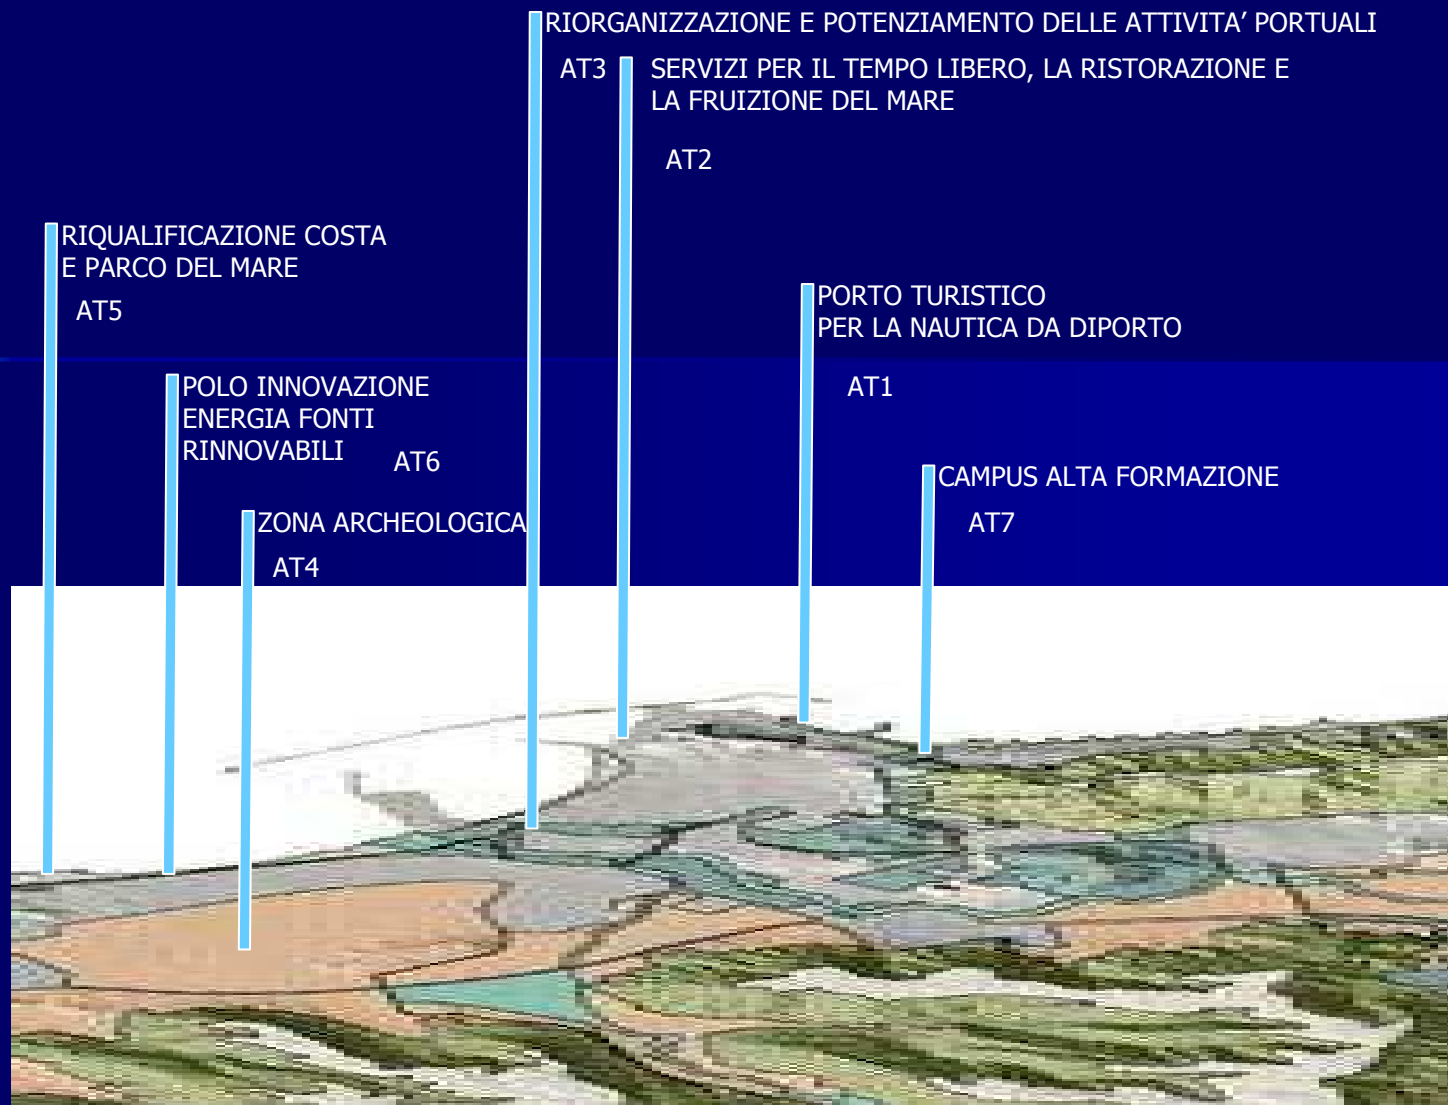 RIORGANIZZAZIONE E POTENZIAMENTO DELLE ATTIVITA’ PORTUALI
AT3
SERVIZI PER IL TEMPO LIBERO, LA RISTORAZIONE E
LA FRUIZIONE DEL MARE
AT2
RIQUALIFICAZIONE COSTA
E PARCO DEL MARE
AT5
PORTO TURISTICO
PER LA NAUTICA DA DIPORTO
AT1
POLO INNOVAZIONE
ENERGIA FONTI
RINNOVABILI
AT6
CAMPUS ALTA FORMAZIONE
AT7
ZONA ARCHEOLOGICA
AT4